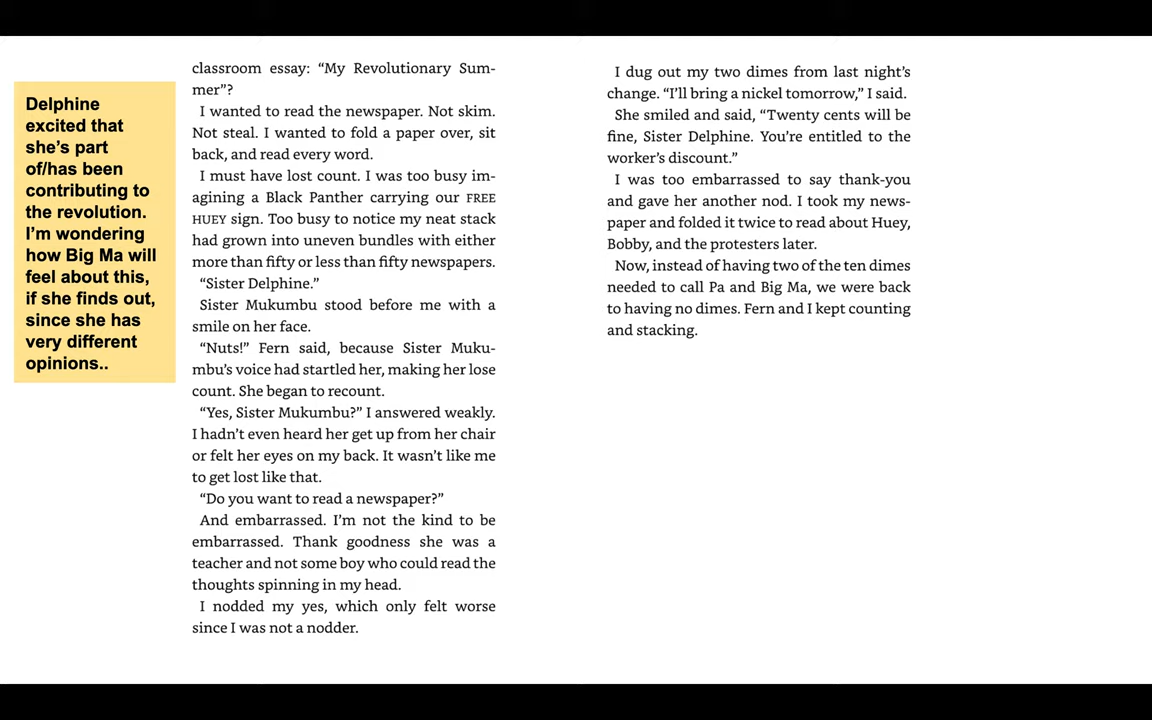 Delphine
excited that
she's part
of/has been
contributing to
the revolution.
I'm wondering
how Big Ma will
feel about this,
if she finds out,
since she has
very different
opinions..
classroom essay: “My Revolutionary Sum-
mer”?
I wanted to read the newspaper. Not skim.
Not steal. I wanted to fold a paper over, sit
back, and read every word.
I must have lost count. I was too busy im-
agining a Black Panther carrying our FREE
HUEY sign. Too busy to notice my neat stack
had grown into uneven bundles with either
more than fifty or less than fifty newspapers.
“Sister Delphine.”
Sister Mukumbu stood before me with a
smile on her face.
“Nuts!” Fern said, because Sister Muku-
mbu’s voice had startled her, making her lose
count. She began to recount.
“Yes, Sister Mukumbu?” I answered weakly.
I hadn’t even heard her get up from her chair
or felt her eyes on my back. It wasn’t like me
to get lost like that.
“Do you want to read a newspaper?”
And embarrassed. I’m not the kind to be
embarrassed. Thank goodness she was a
teacher and not some boy who could read the
thoughts spinning in my head.
I nodded my yes, which only felt worse
since I was not a nodder.
I dug out my two dimes from last night’s
change. “I’ll bring a nickel tomorrow,” I said.
She smiled and said, “Twenty cents will be
fine, Sister Delphine. You’re entitled to the
worker’s discount.”
I was too embarrassed to say thank-you
and gave her another nod. I took my news-
paper and folded it twice to read about Huey,
Bobby, and the protesters later.
Now, instead of having two of the ten dimes
needed to call Pa and Big Ma, we were back
to having no dimes. Fern and I kept counting
and stacking.